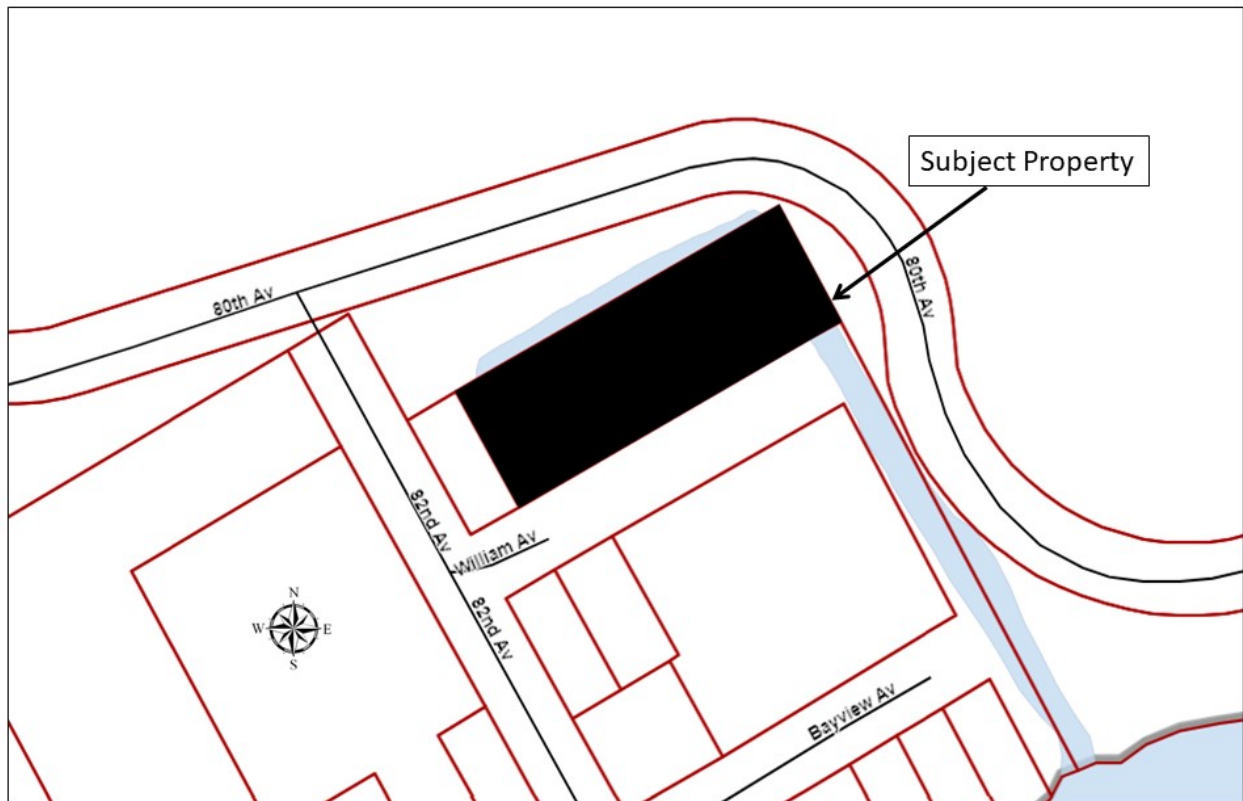 Subject Property
80th Av
80th Av
82nd Av
William Av
82nd Av
N
W E
S
Bayview Av